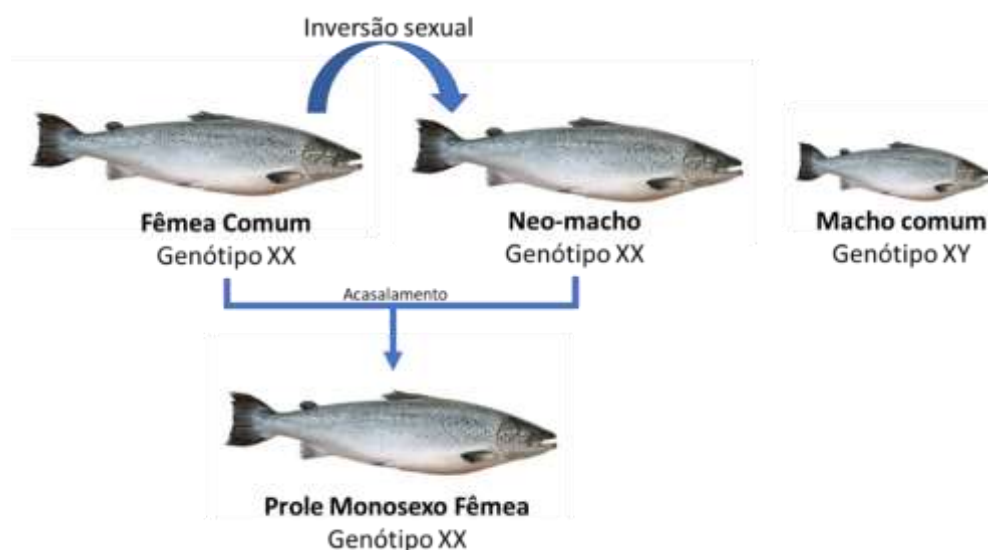 Inversão sexual
Fêmea Comum
Genótipo XX
Neo-macho
Genótipo XX
Macho comum
Genótipo XY
Acasalamento
Prole Monosexo Fêmea
Genótipo XX